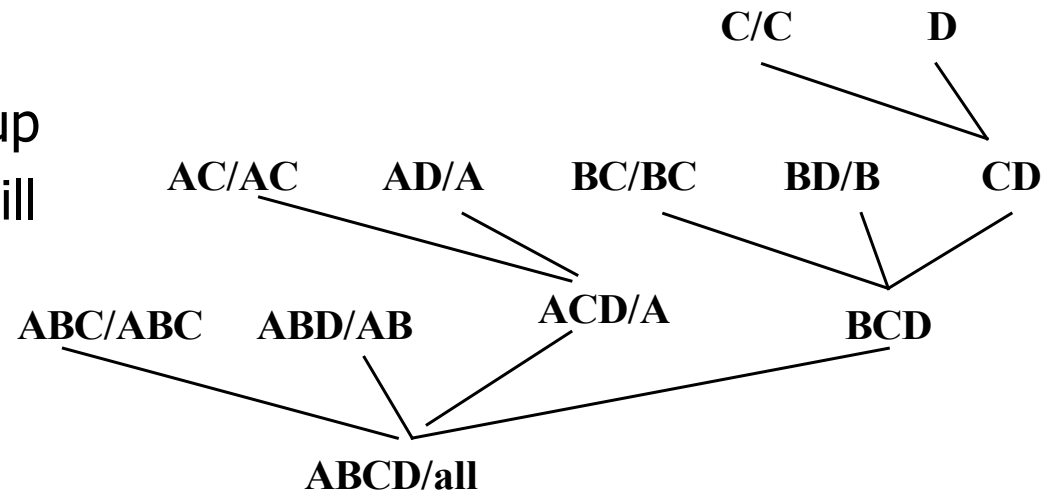 C/C D
up
AC/AC AD/A BC/BC BD/B CD
ill
ABC/ABC ABD/AB ACD/A BCD
ABCD/all